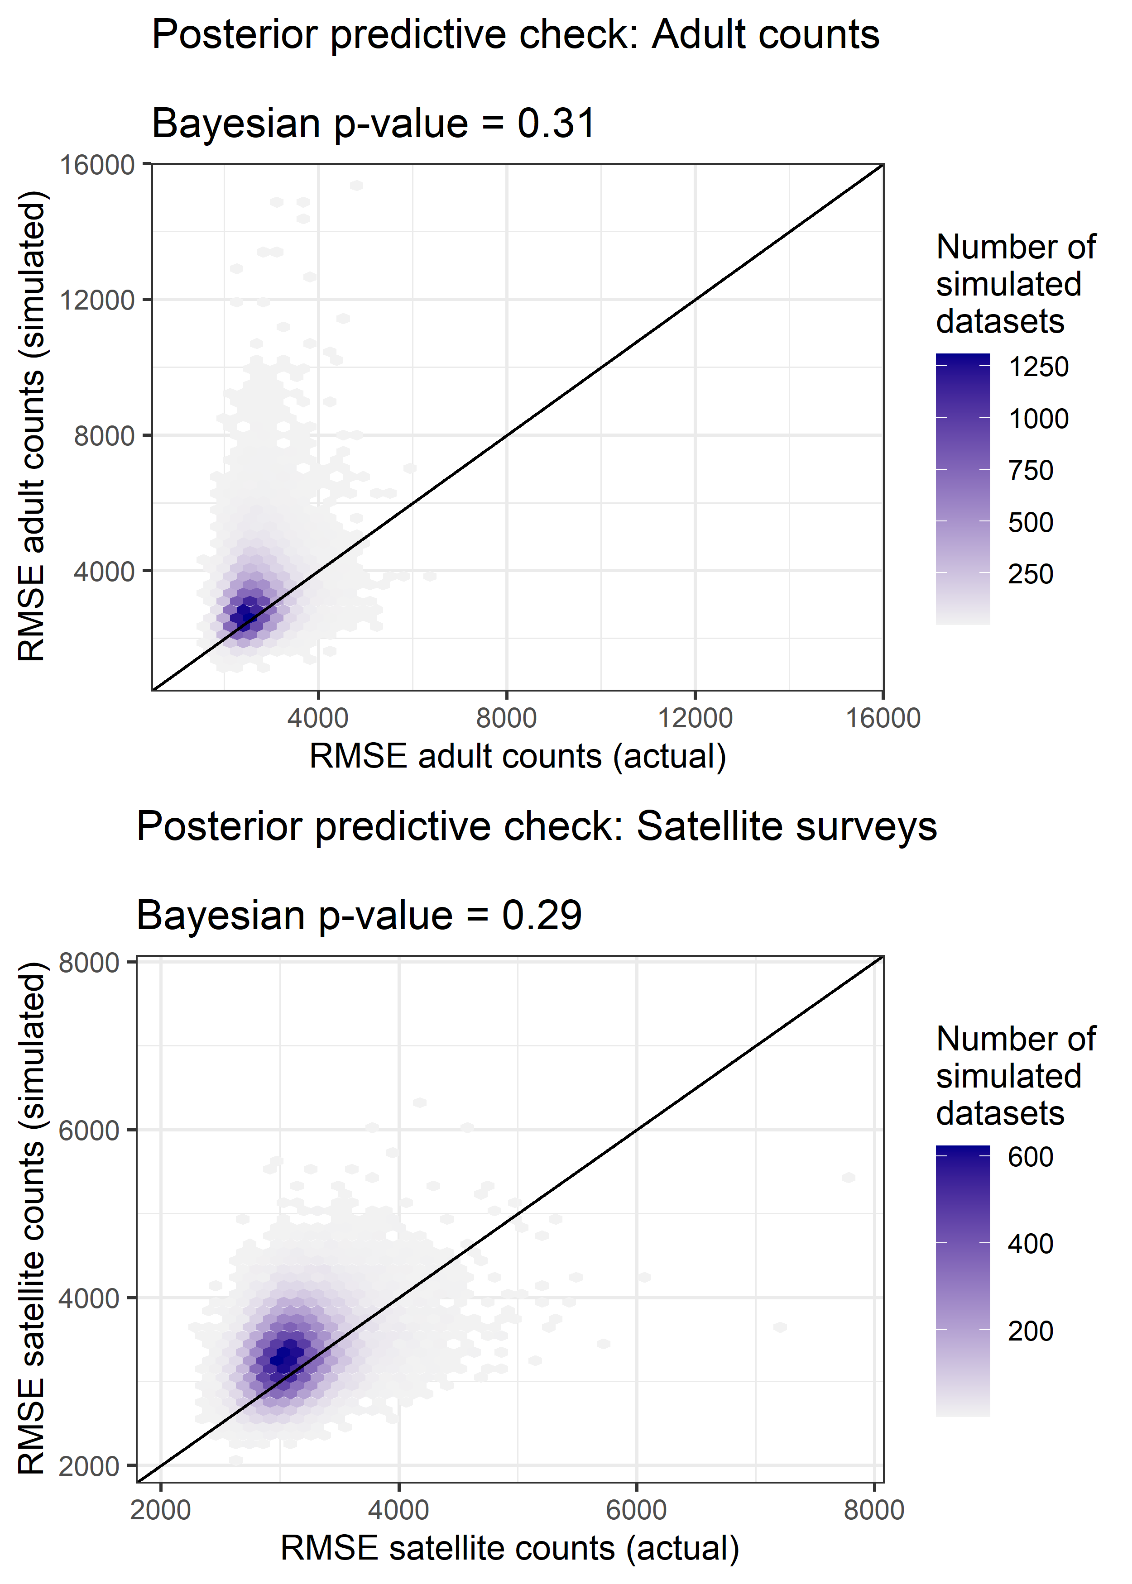 Posterior predictive check: Adult counts
Bayesian p-value = 0.31
RMSE adult counts (simulated)
16000
12000
8000
4000
4000 8000 12000 16000
RMSE adult counts (actual)
Number of
simulated
datasets
1250
1000
750
500
250
Posterior predictive check: Satellite surveys
Bayesian p-value = 0.29
RMSE satellite counts (simulated)
8000
6000
4000
2000
2000 4000 6000 8000
RMSE satellite counts (actual)
Number of
simulated
datasets
600
400
200